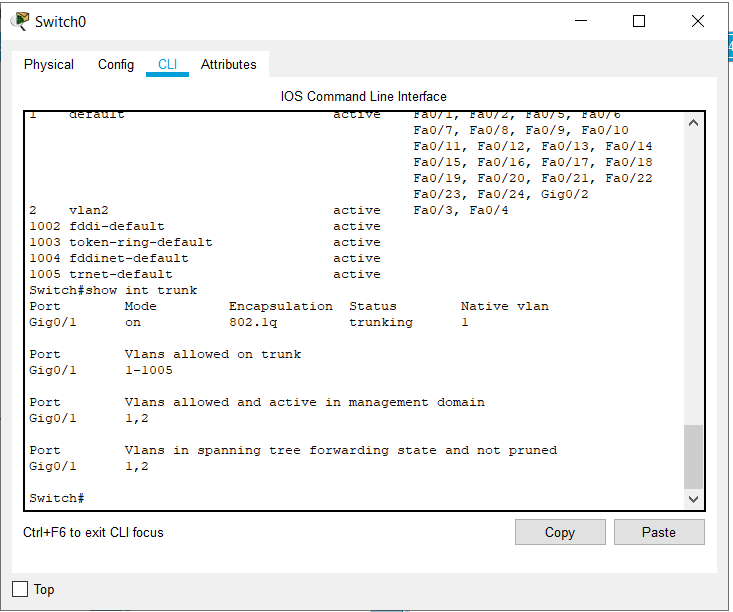 Switch0
Physical Config CLI Attributes
IOS Command Line Interface
1 default active Fa0/1, Fa0/2, Fa0/5, Fa0/6
Fa0/7, Fa0/8, Fa0/9, Fa0/10
Fa0/11, Fa0/12, Fa0/13, Fa0/14
Fa0/15, Fa0/16, Fa0/17, Fa0/18
Fa0/19, Fa0/20, Fa0/21, Fa0/22
Fa0/23, Fa0/24, Gig0/2
2 vlan2 active Fa0/3, Fa0/4
1002 fddi-default active
1003 token-ring-default active
1004 fddinet-default active
1005 trnet-default active
Switch#show int trunk
Port Mode Encapsulation Status Native vlan
Gig0/1 on 802.1q trunking 1
Port Vlans allowed on trunk
Gig0/1 1-1005
Port Vlans allowed and active in management domain
Gig0/1 1,2
Port Vlans in spanning tree forwarding state and not pruned
Gig0/1 1,2
Switch#
Ctrl+F6 to exit CLI focus
Copy Paste
Top